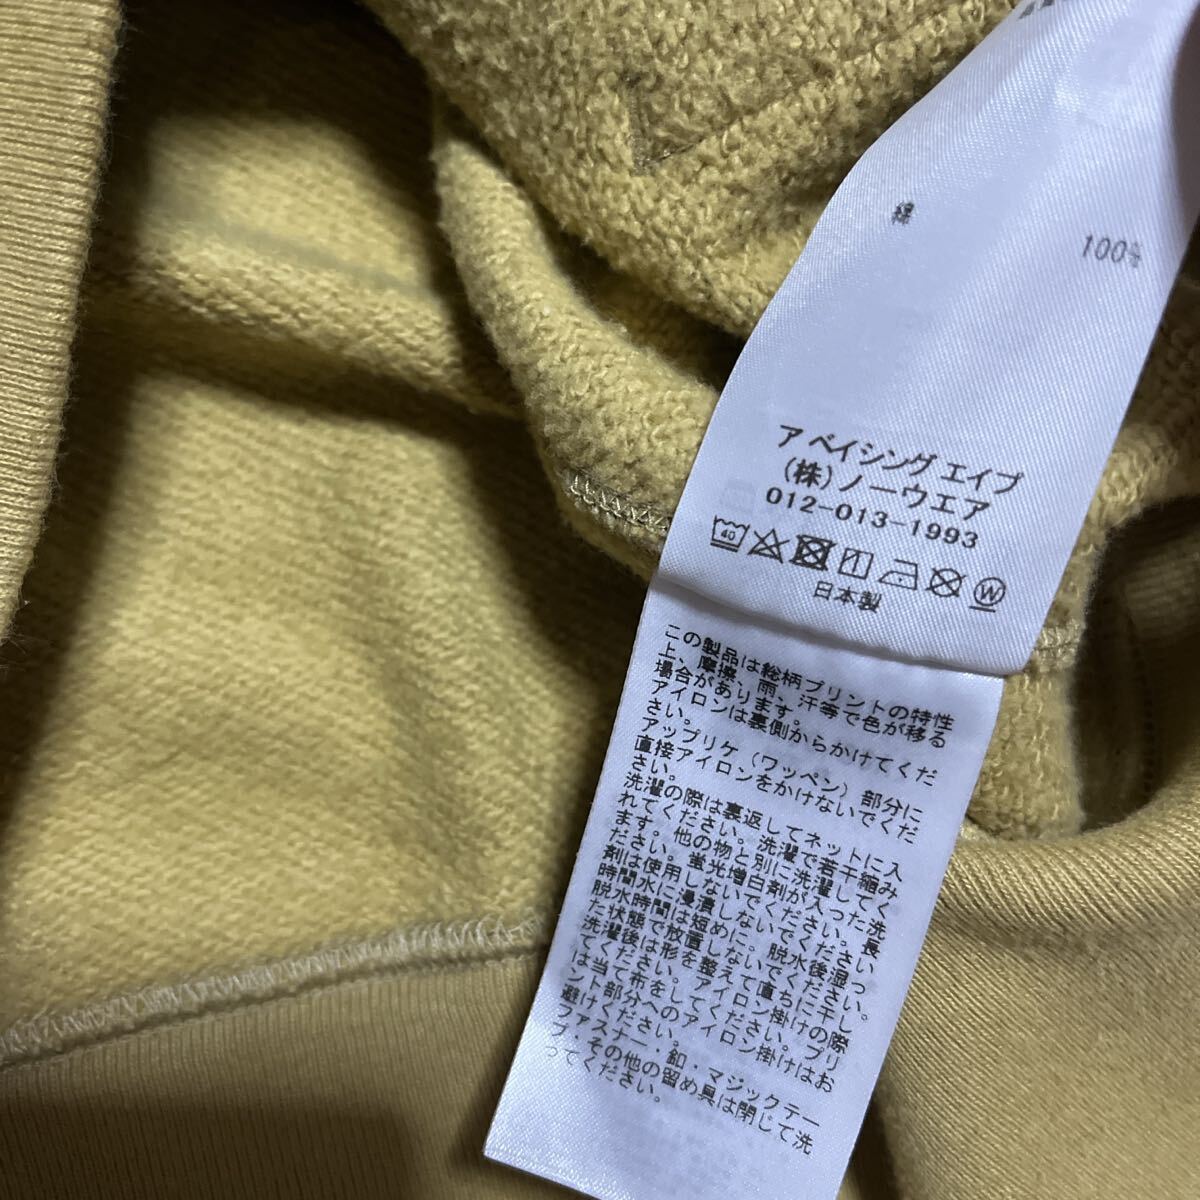 綿 100%
ア ベイシング エイプ
(株)ノーウエア
012-013-1993
40
W
日本製
この製品は総柄プリントの特性
上、摩擦、雨、汗等で色が移る
場合があります。
アイロンは裏側からかけてくだ
さい。
アップリケ（ワッペン）部分に
直接アイロンをかけないでくだ
さい。
洗濯の際は裏返してネットに入
れてください。洗濯で若干縮み
ます。他の物と別に洗濯してく
ださい。蛍光増白剤が入った洗
剤は使用しないでください。長
時間水に浸漬しないでください
脱水時間は短めに。脱水後湿っ
た状態で放置しないでください。
洗濯後は形を整えて直ちに干し
てください。アイロン掛けの際
は当て布をしてください。プリ
ント部分へのアイロン掛けはお
避けください。
ファスナー・釦・マジックテー
プ・その他の留め具は閉じて洗
ってください。